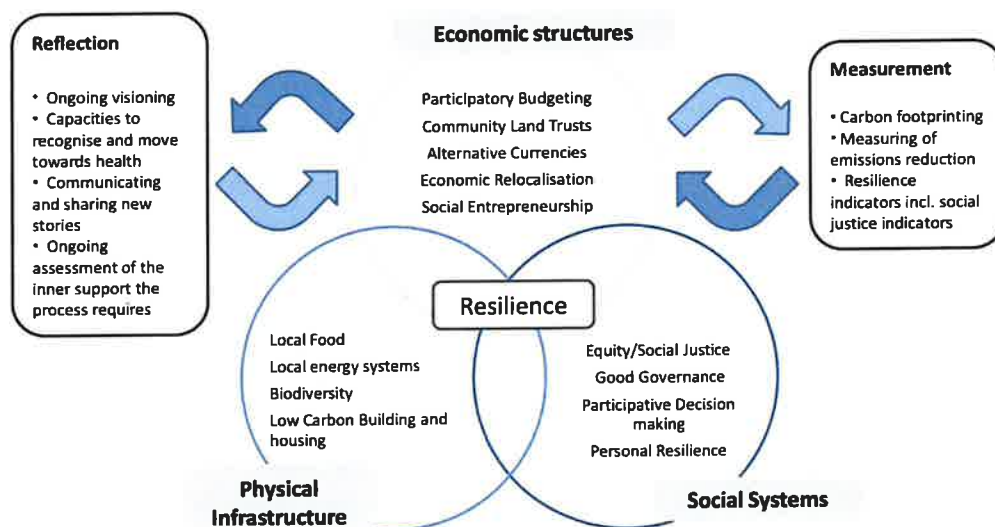 Reflection
• Ongoing visioning
• Capacities to
recognise and move
towards health
• Communicating
and sharing new
stories
• Ongoing
assessment of the
inner support the
process requires
Economic structures
Participatory Budgeting
Community Land Trusts
Alternative Currencies
Economic Relocalisation
Social Entrepreneurship
Measurement
• Carbon footprinting
• Measuring of
emissions reduction
• Resilience
indicators incl. social
justice indicators
Resilience
Local Food
Local energy systems
Biodiversity
Low Carbon Building and
housing
Equity/Social Justice
Good Governance
Participative Decision
making
Personal Resilience
Physical
Infrastructure
Social Systems